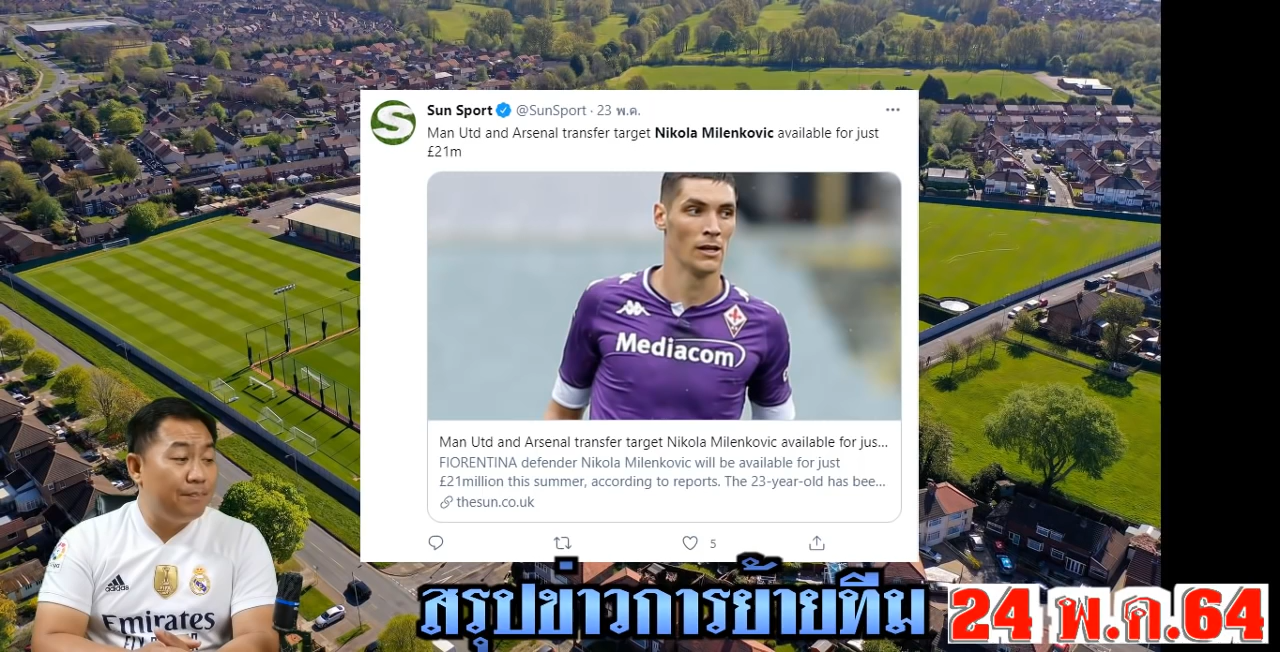 Sun Sport @SunSport · 23 พ.ค.
Man Utd and Arsenal transfer target Nikola Milenkovic available for just
£21m
Mediacom
Man Utd and Arsenal transfer target Nikola Milenkovic available for jus...
FIORENTINA defender Nikola Milenkovic will be available for just
£21million this summer, according to reports. The 23-year-old has bee...
thesun.co.uk
5
adidas
Emirates
สรุปข่าวการย้ายทีม 24 พ.ค.64